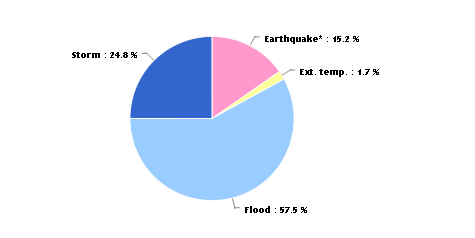 Earthquake* : 15.2 %
Storm : 24.8 %
Ext. temp. : 1.7 %
Flood : 57.5 %